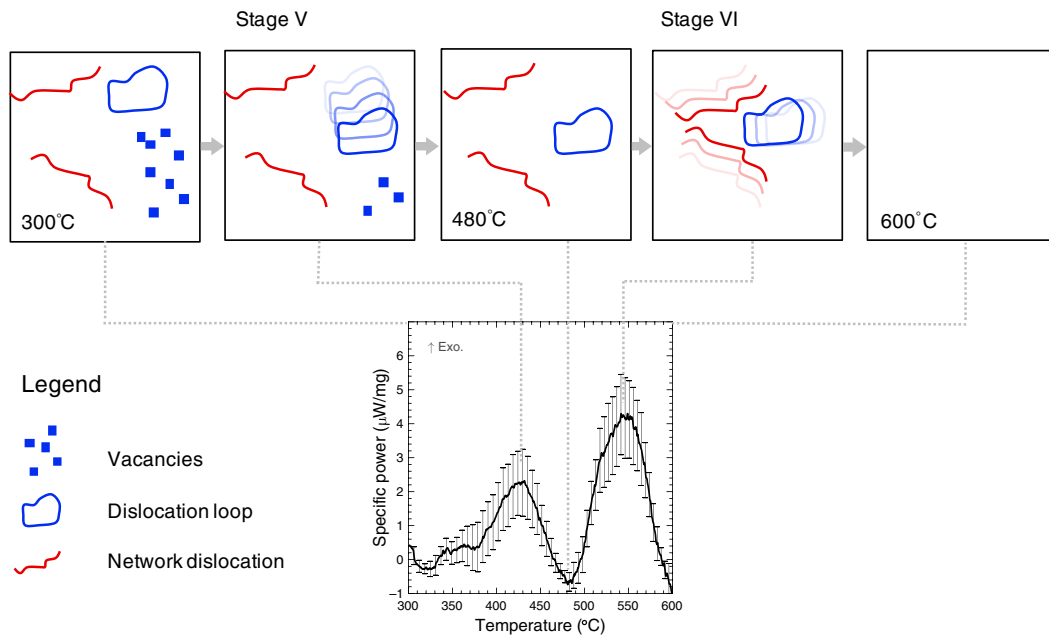 Stage V
Stage VI
300°C
480°C
600°C
↑ Exo.
Specific power (μW/mg)
6
5
4
3
2
1
0
−1
300
400
450
500
550
600
Temperature (ºC)
Legend
Vacancies
Dislocation loop
Network dislocation